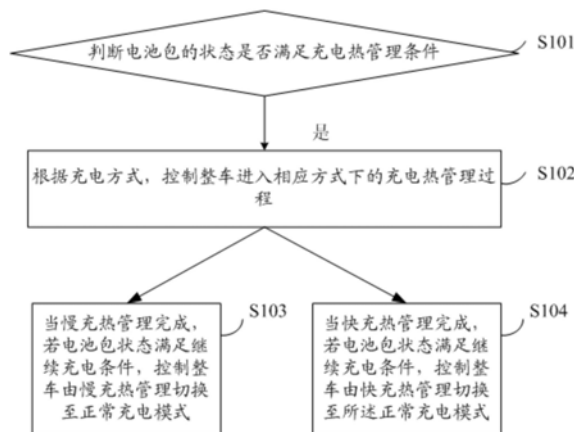 判断电池包的状态是否满足充电热管理条件
S101
是
根据充电方式，控制整车进入相应方式下的充电热管理过
程
S102
当慢充热管理完成，
若电池包状态满足继
续充电条件，控制整
车由慢充热管理切换
至正常充电模式
S103
当快充热管理完成，
若电池包状态满足继
续充电条件，控制整
车由快充热管理切换
至所述正常充电模式
S104